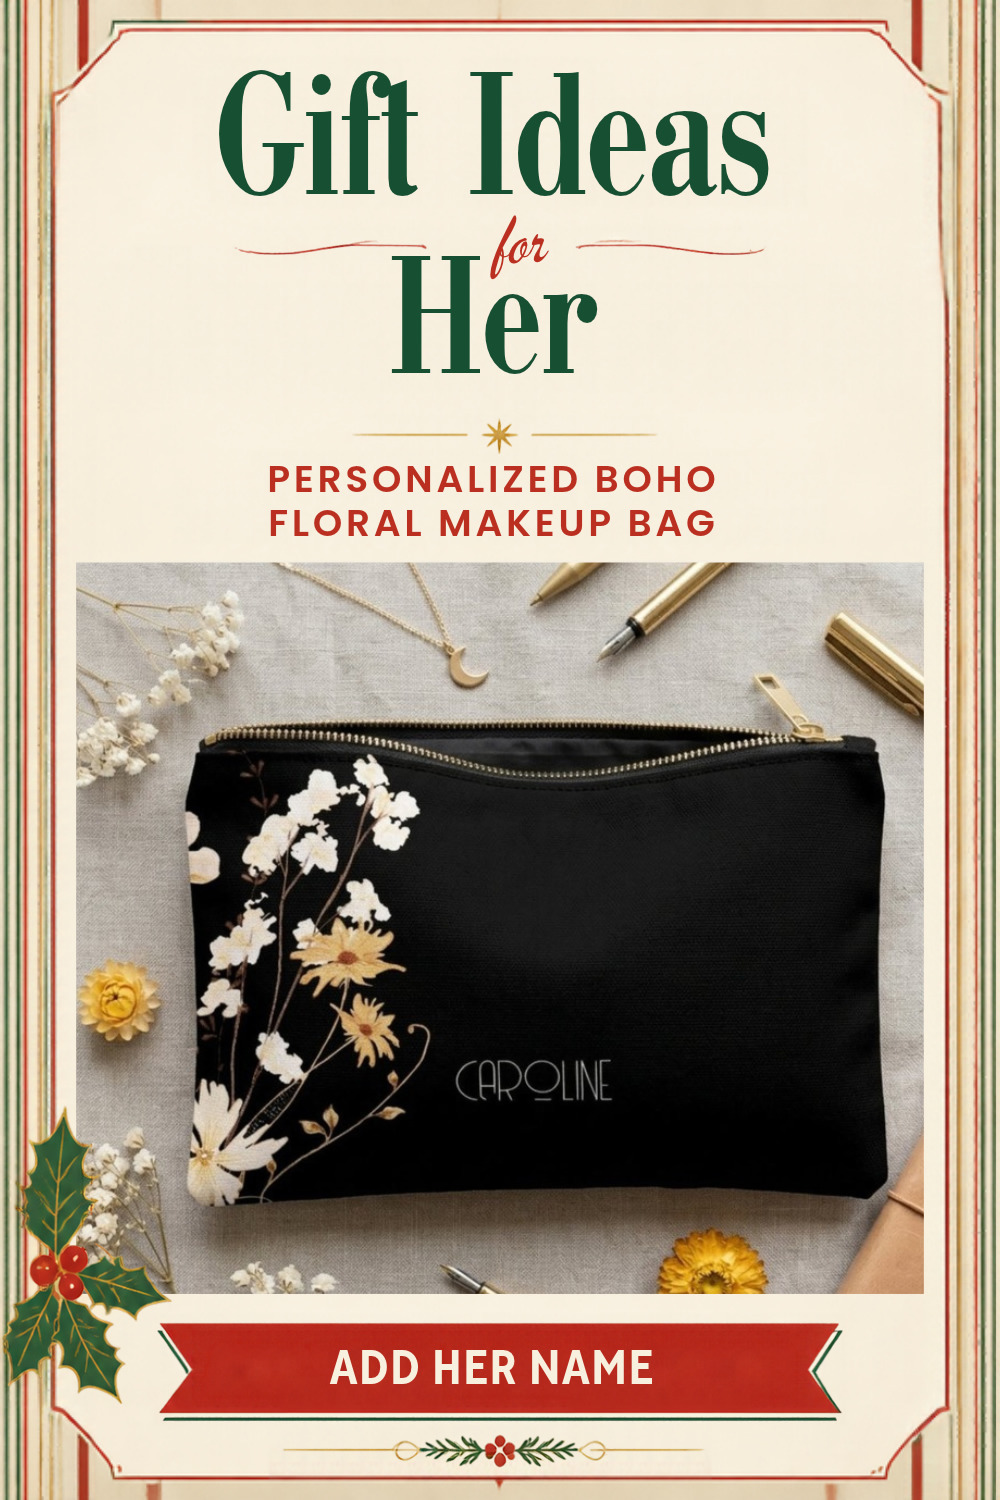 Gift Ideas
for
Her
PERSONALIZED BOHO
FLORAL MAKEUP BAG
CAROLINE
ADD HER NAME